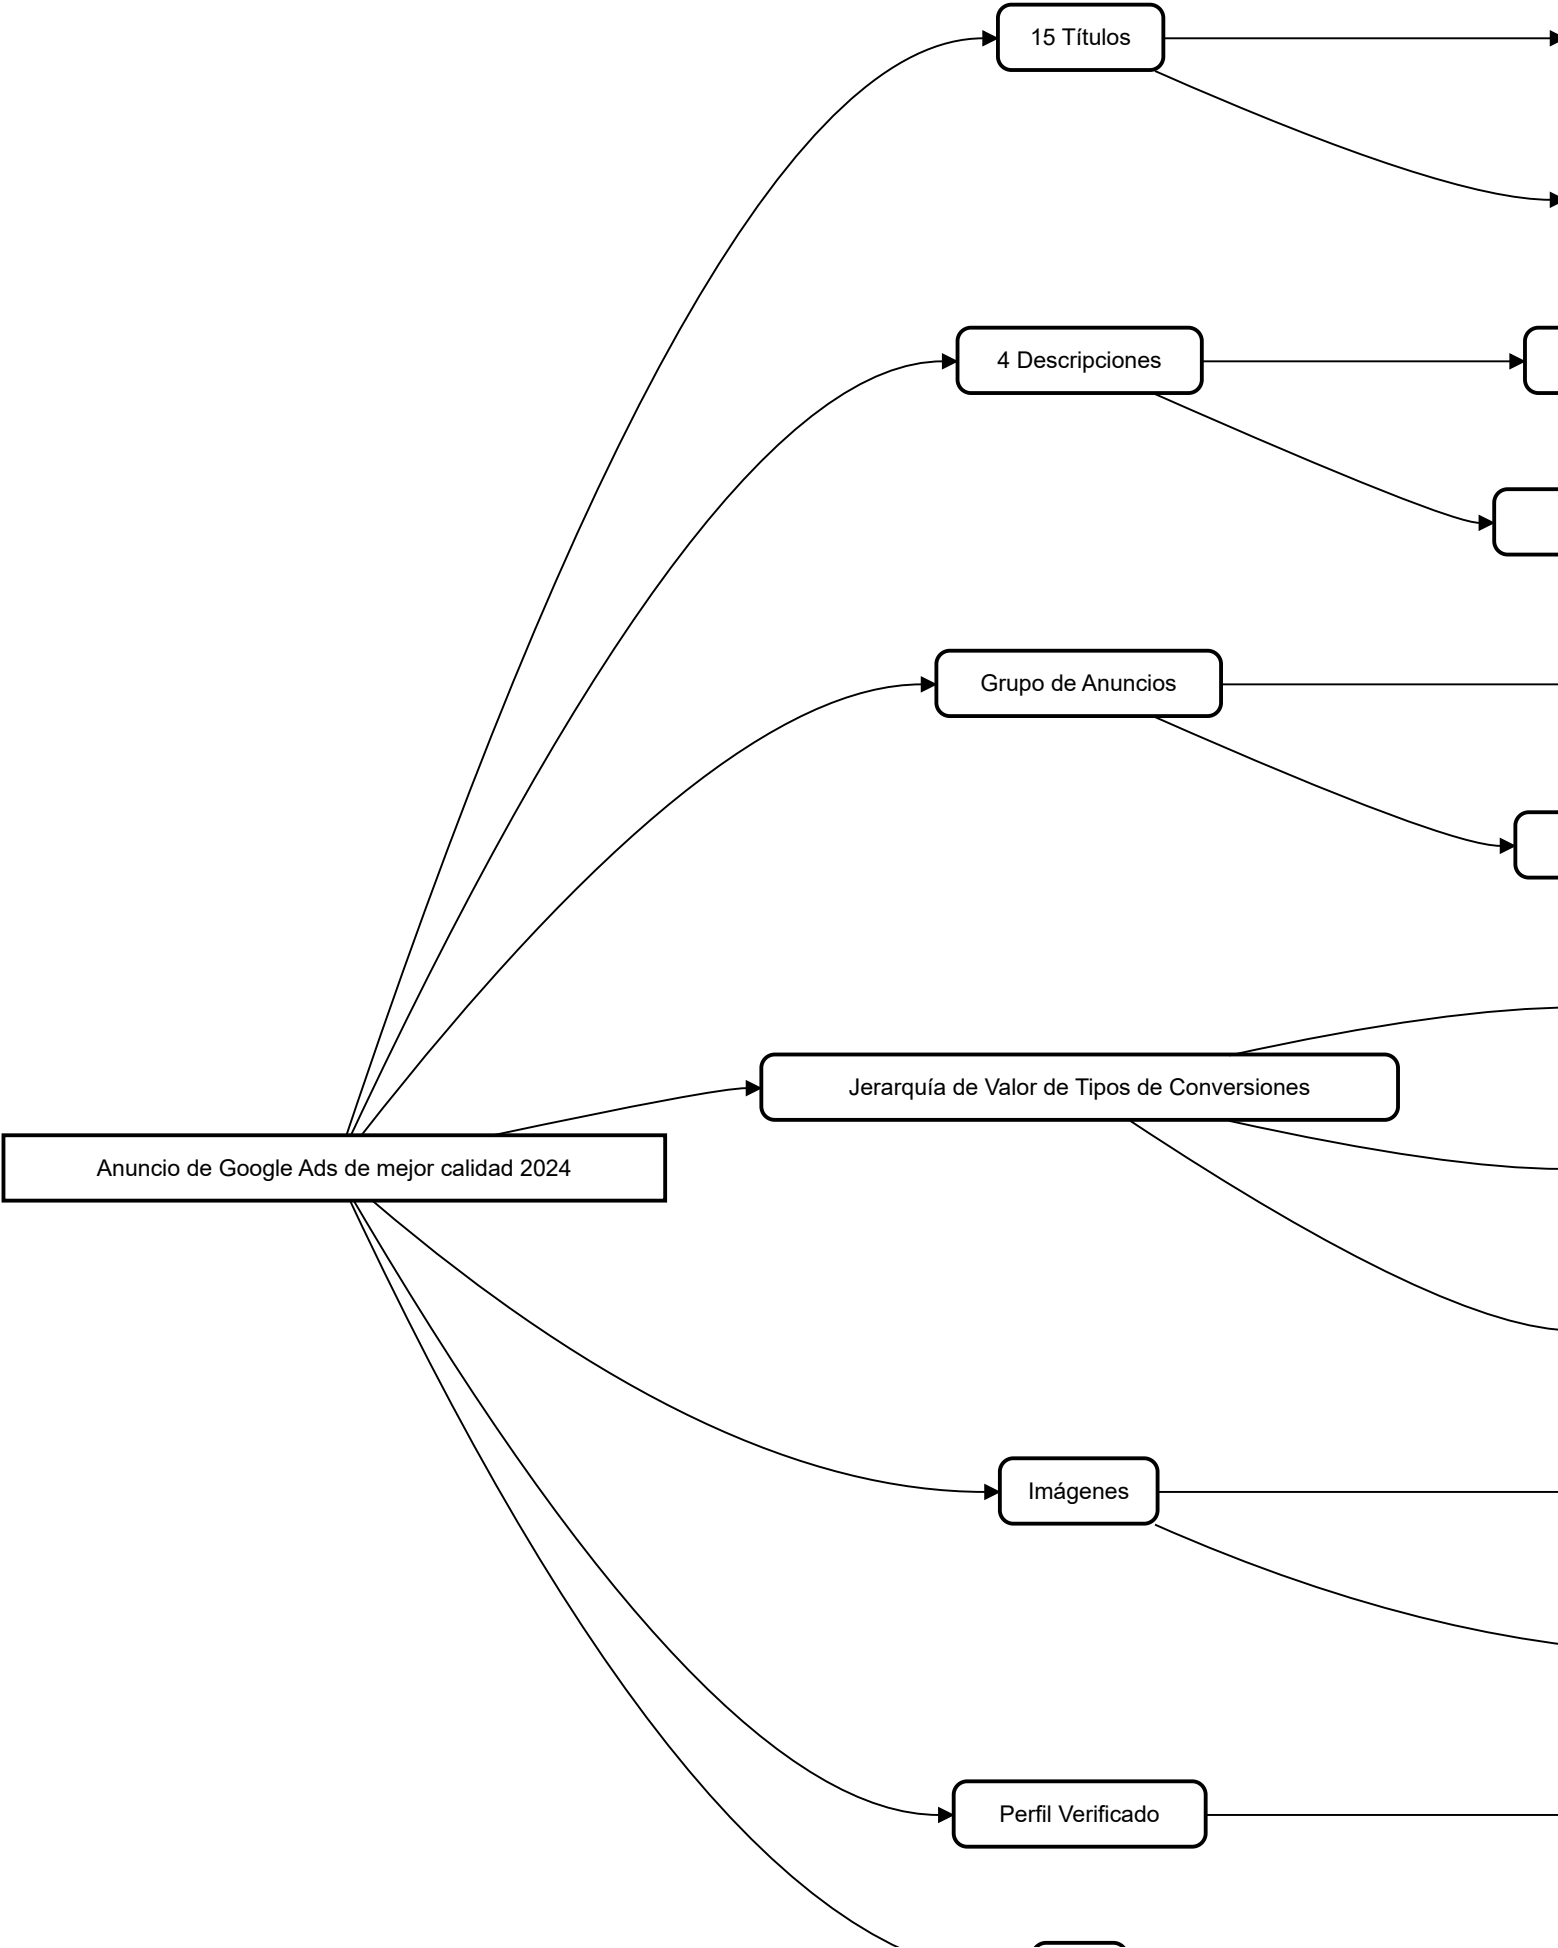 15 Títulos
4 Descripciones
Grupo de Anuncios
Jerarquía de Valor de Tipos de Conversiones
Anuncio de Google Ads de mejor calidad 2024
Imágenes
Perfil Verificado